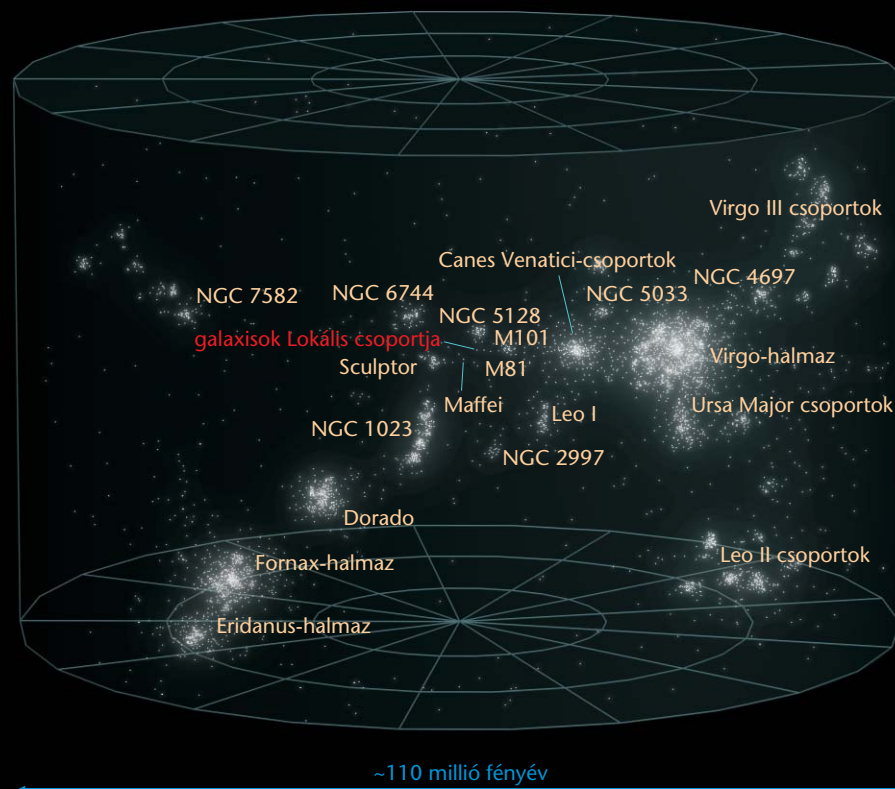 Virgo III csoportok
Canes Venatici-csoportok
NGC 4697
NGC 7582
NGC 6744
NGC 5033
NGC 5128
galaxisok Lokális csoportja
M101
Virgo-halmaz
Sculptor
M81
Maffei
Leo I
Ursa Major csoportok
NGC 1023
NGC 2997
Dorado
Fornax-halmaz
Leo II csoportok
Eridanus-halmaz
~110 millió fényév